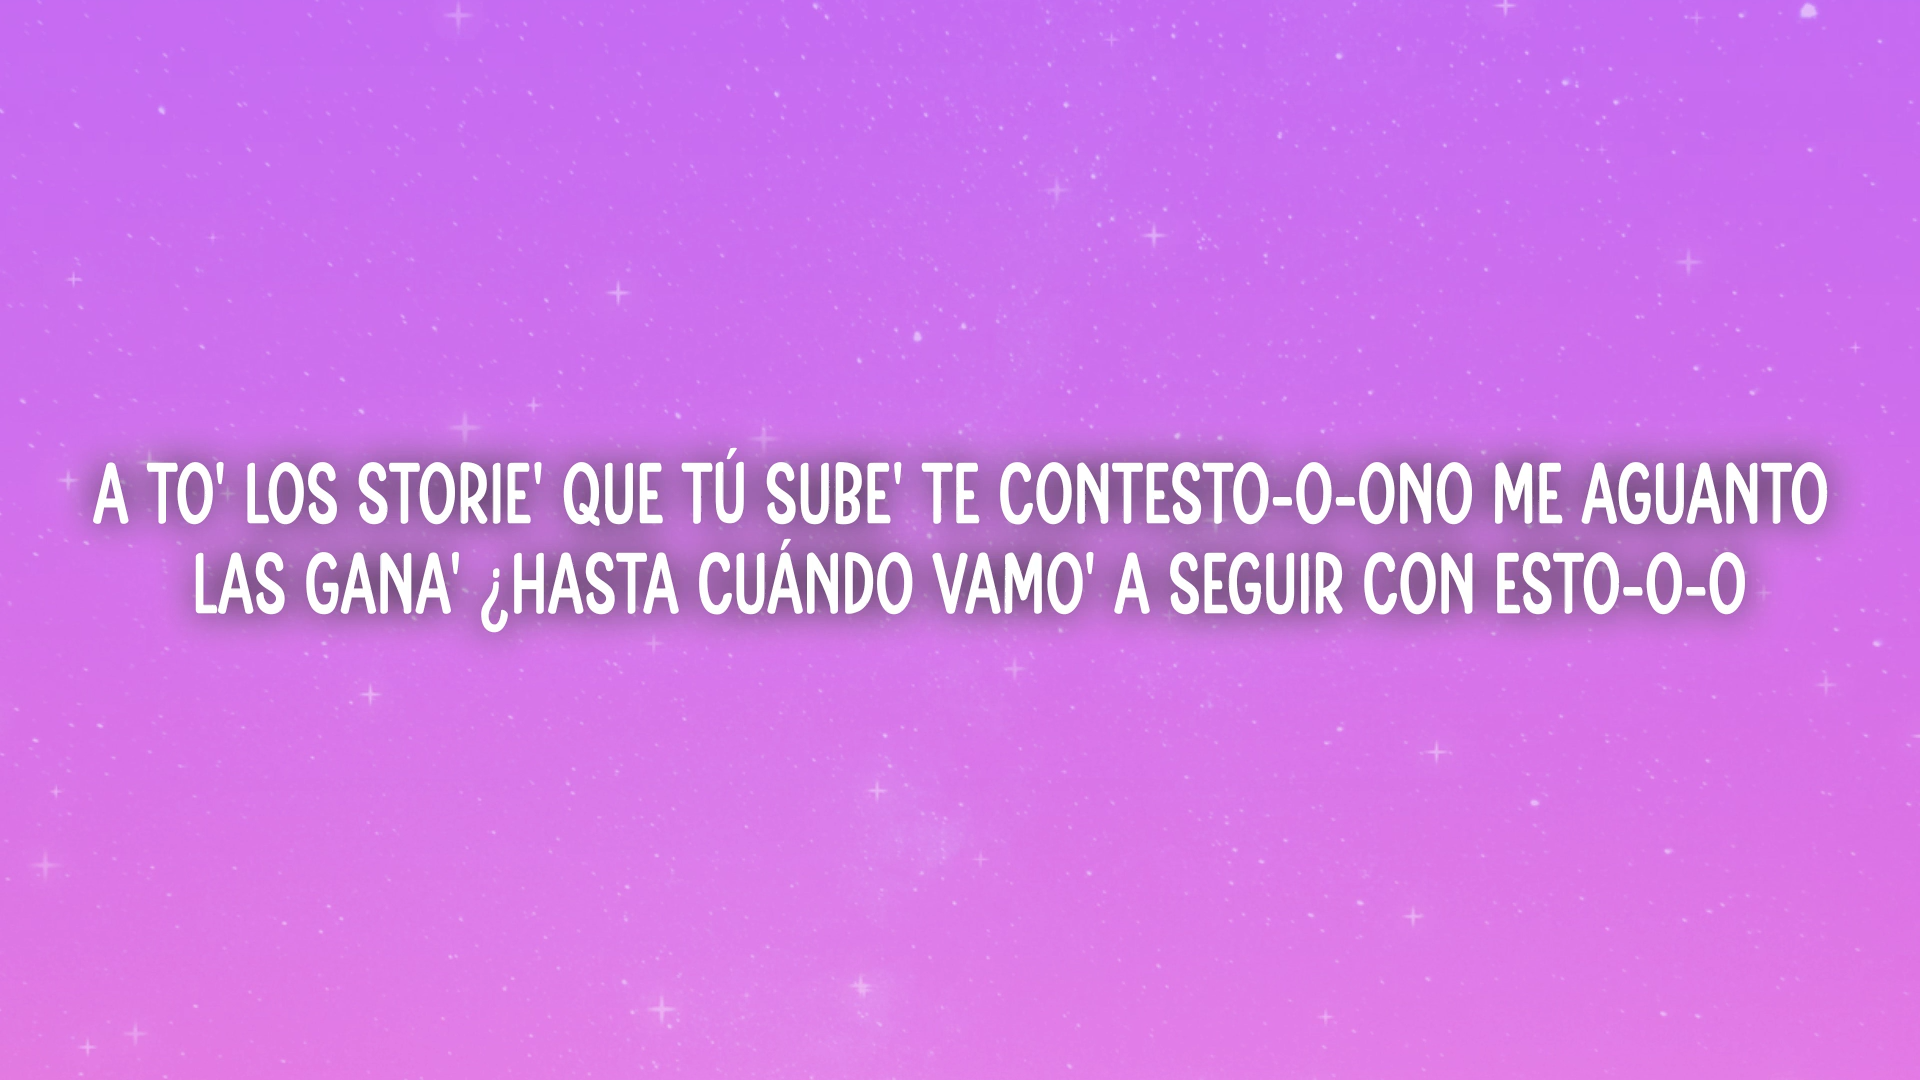 A TO' LOS STORIE' QUE TÚ SUBE' TE CONTESTO-O-ONO ME AGUANTO
LAS GANA' ¿HASTA CUÁNDO VAMO' A SEGUIR CON ESTO-O-O